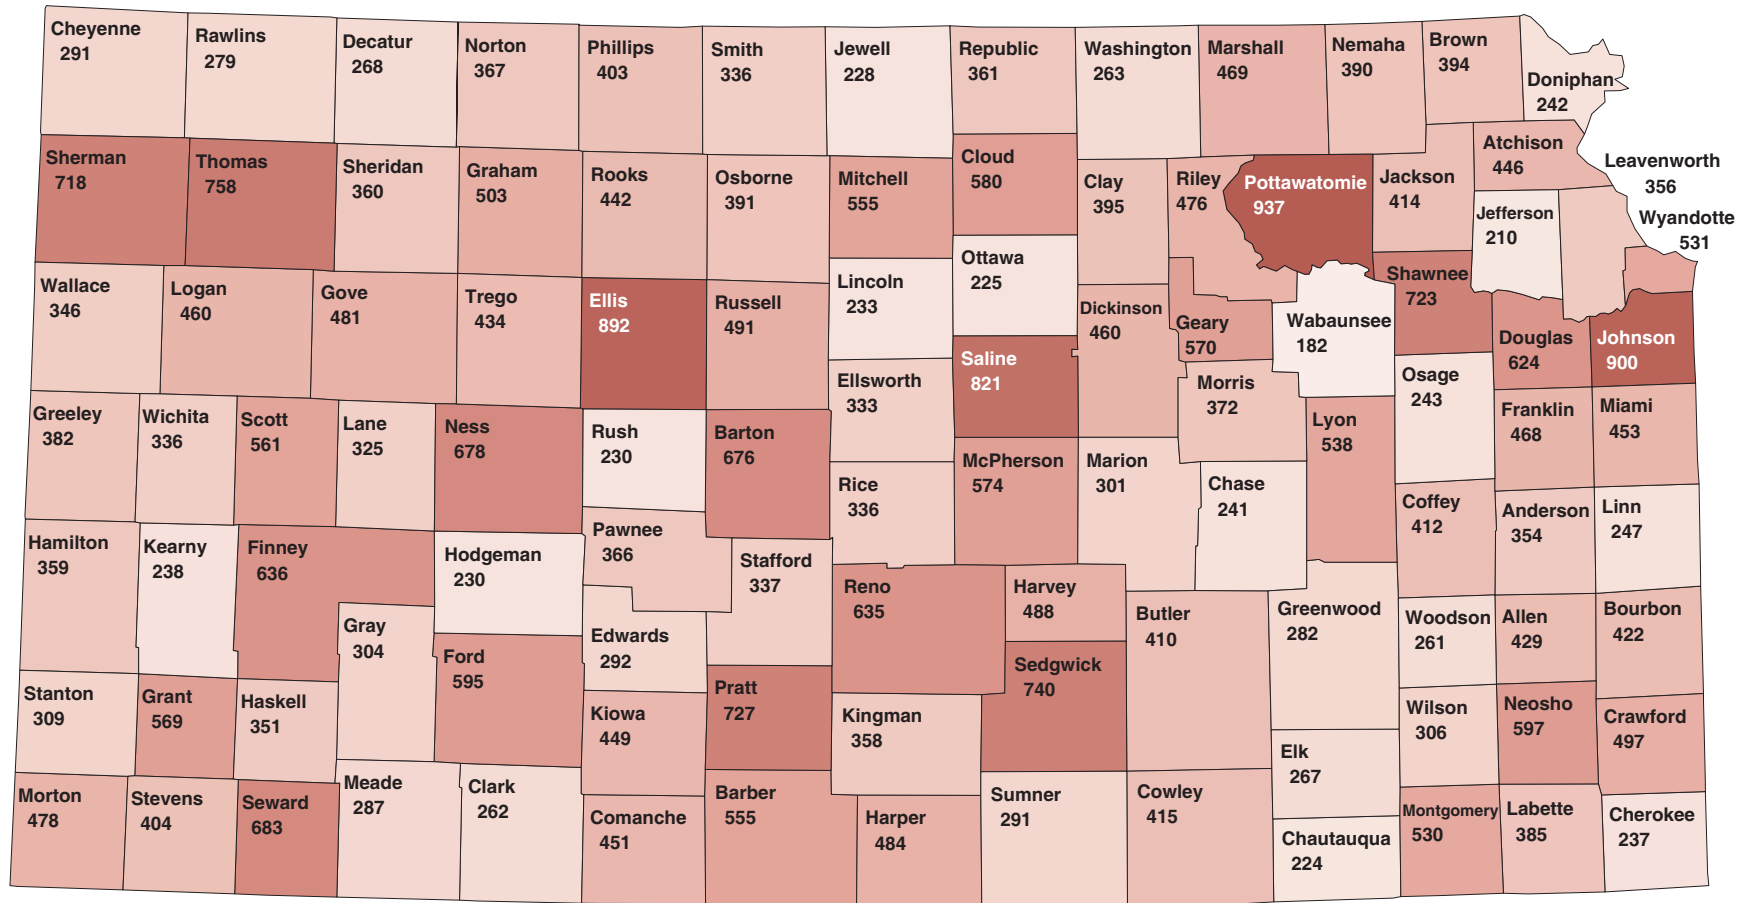 Cheyenne
291
Rawlins
279
Decatur
268
Norton
367
Phillips
403
Smith
336
Jewell
228
Republic
361
Washington
263
Marshall
469
Nemaha
390
Brown
394
Doniphan
242
Sherman
718
Thomas
758
Sheridan
360
Graham
503
Rooks
442
Osborne
391
Mitchell
555
Cloud
580
Clay
395
Riley
476
Pottawatomie
937
Jackson
414
Atchison
446
Leavenworth
356
Jefferson
210
Wyandotte
531
Wallace
346
Logan
460
Gove
481
Trego
434
Ellis
892
Russell
491
Lincoln
233
Ottawa
225
Dickinson
460
Geary
570
Wabaunsee
182
Shawnee
723
Douglas
624
Johnson
900
Ellsworth
333
Saline
821
Morris
372
Osage
243
Greeley
382
Wichita
336
Scott
561
Lane
325
Ness
678
Rush
230
Barton
676
Rice
336
McPherson
574
Marion
301
Chase
241
Lyon
538
Franklin
468
Miami
453
Coffey
412
Anderson
354
Linn
247
Hamilton
359
Kearny
238
Finney
636
Hodgeman
230
Pawnee
366
Stafford
337
Reno
635
Harvey
488
Butler
410
Greenwood
282
Woodson
261
Allen
429
Bourbon
422
Gray
304
Ford
595
Edwards
292
Sedgwick
740
Stanton
309
Grant
569
Haskell
351
Kiowa
449
Pratt
727
Kingman
358
Elk
267
Wilson
306
Neosho
597
Crawford
497
Morton
478
Stevens
404
Seward
683
Meade
287
Clark
262
Comanche
451
Barber
555
Harper
484
Sumner
291
Cowley
415
Chautauqua
224
Montgomery
530
Labette
385
Cherokee
237